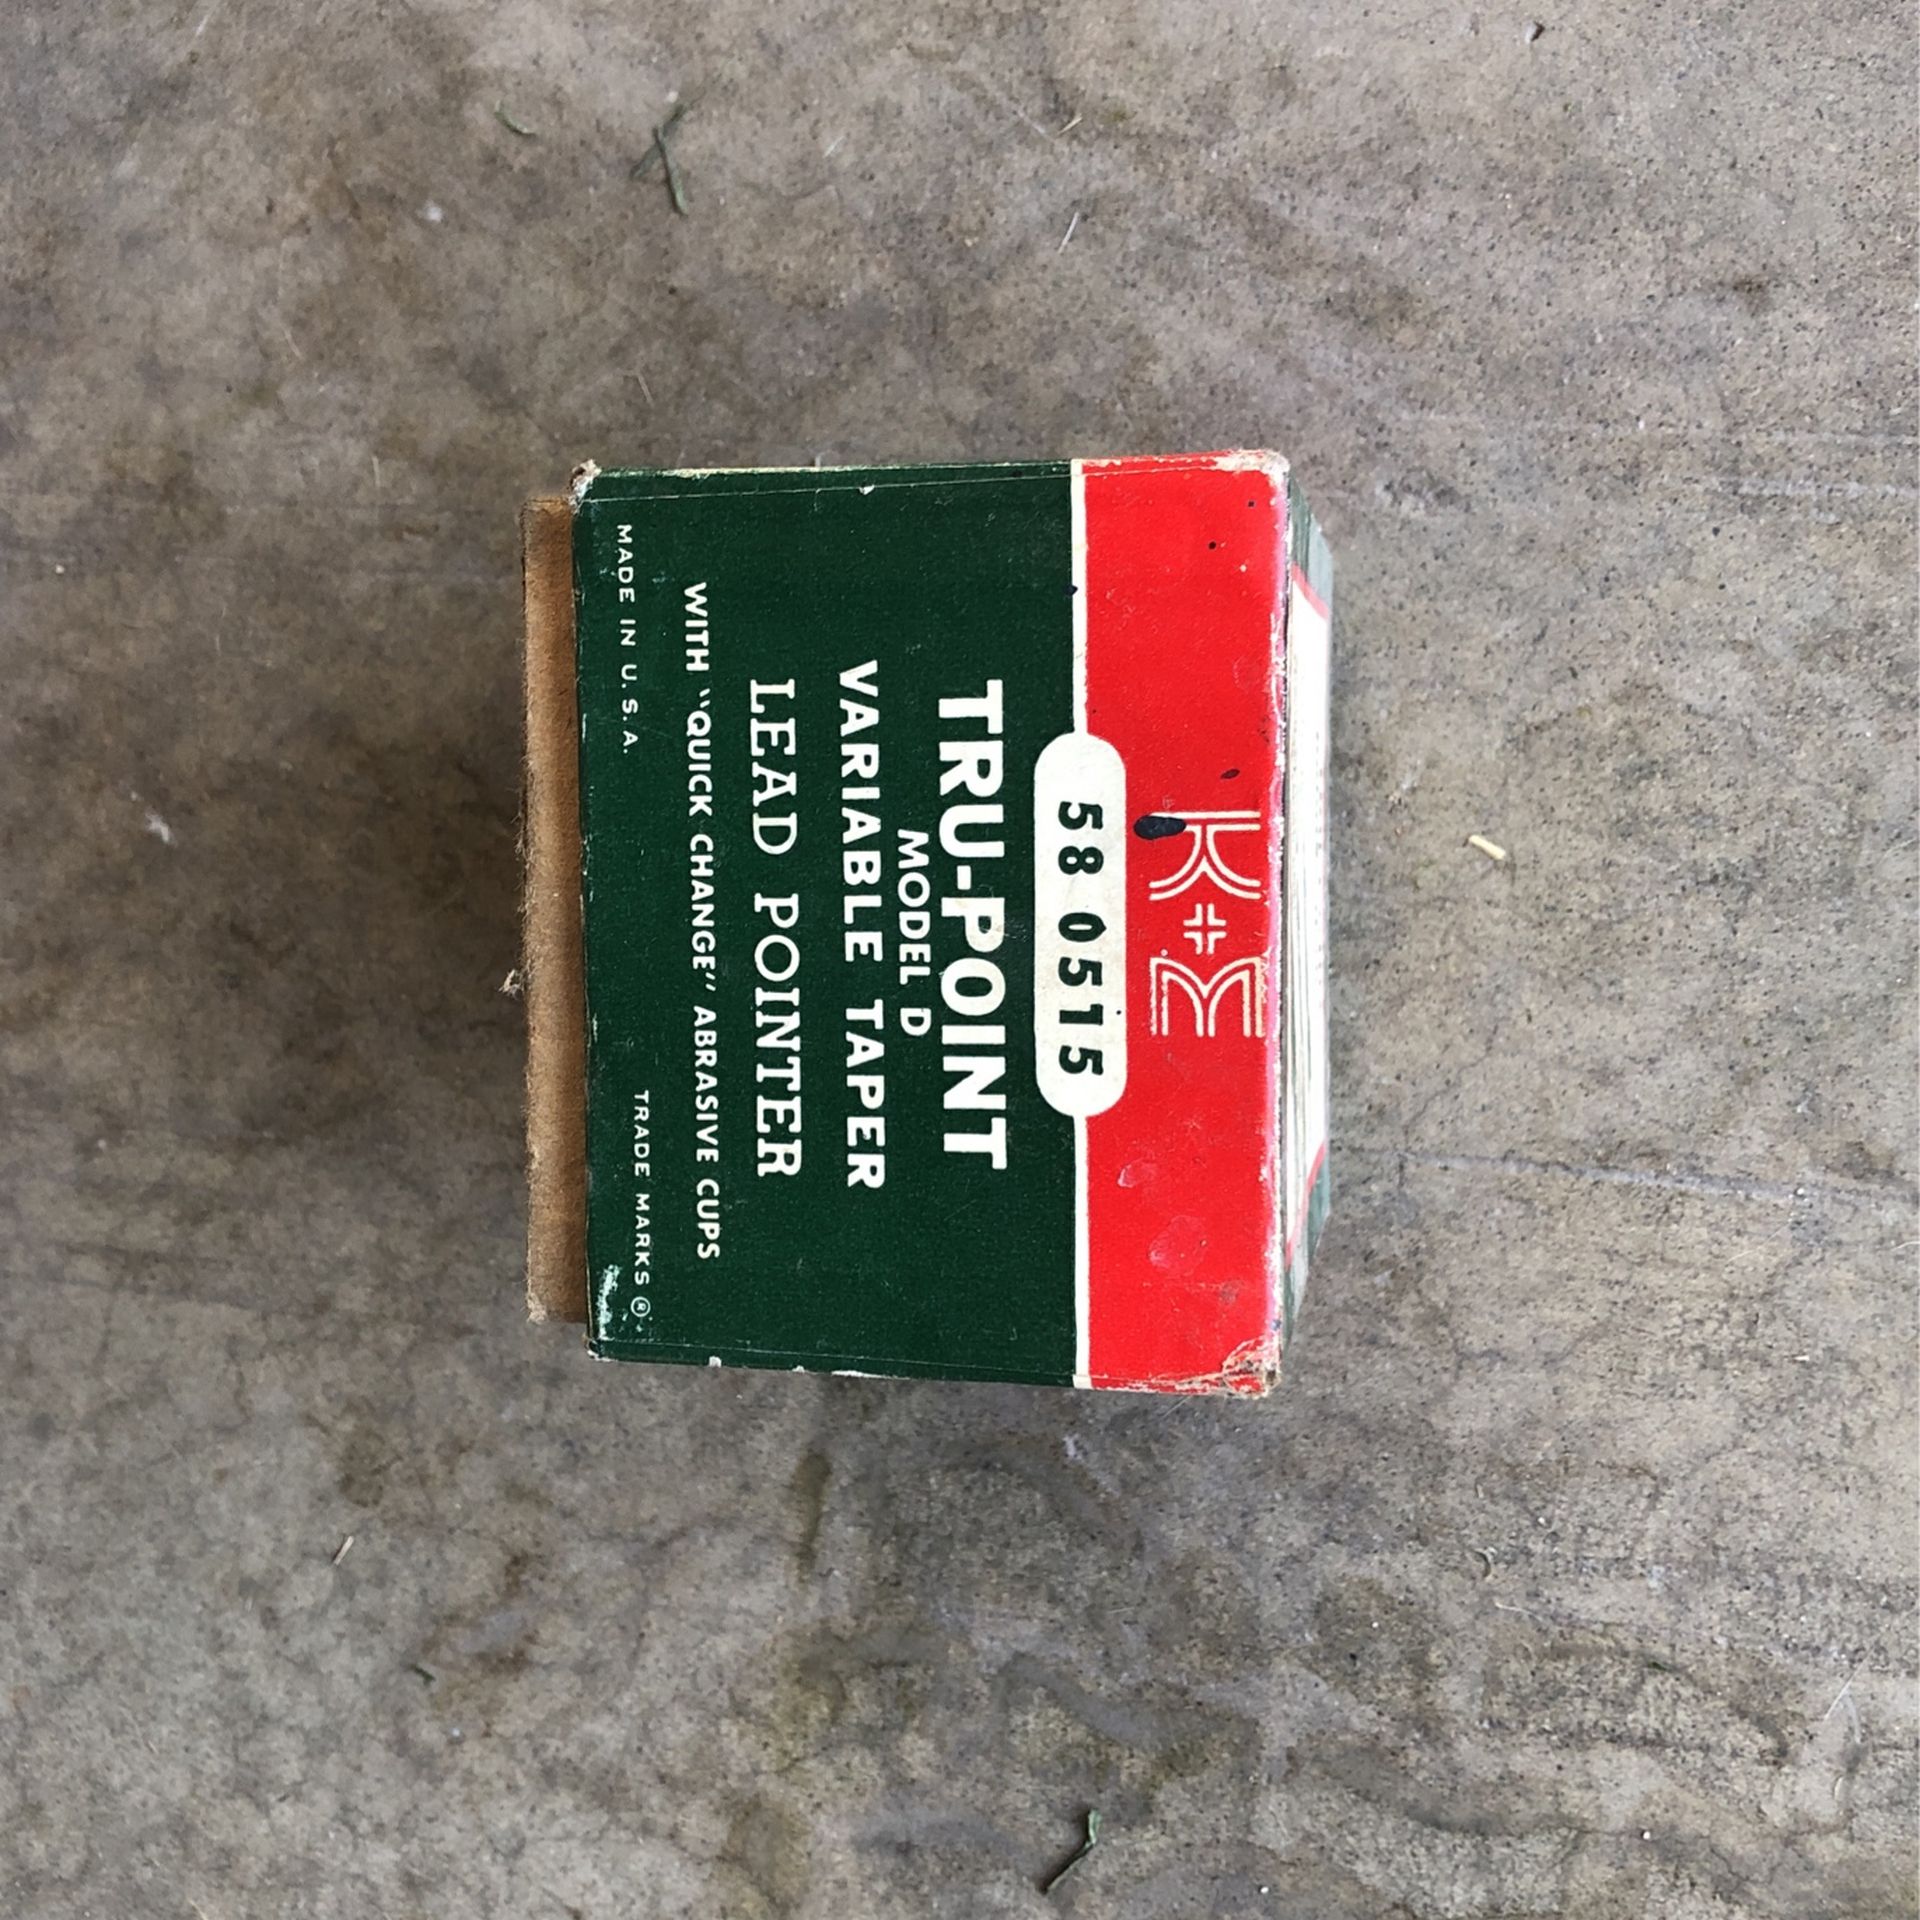 K+E
58 0515
TRU-POINT
MODEL D
VARIABLE TAPER
LEAD POINTER
WITH "QUICK CHANGE" ABRASIVE CUPS
MADE IN U.S.A. TRADE MARKS ®